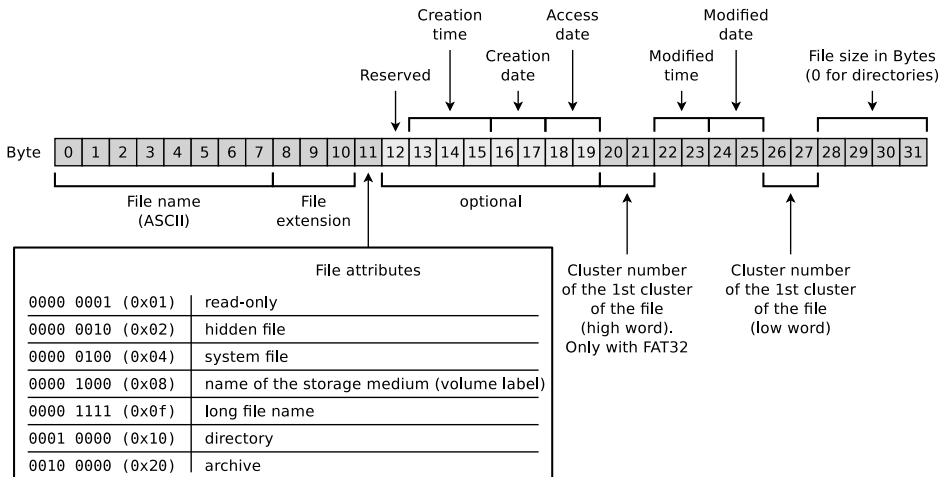 Creation
time
Access
date
Modified
date
Reserved
Creation
date
Modified
time
File size in Bytes
(0 for directories)
Byte 0 1 2 3 4 5 6 7 8 9 10 11 12 13 14 15 16 17 18 19 20 21 22 23 24 25 26 27 28 29 30 31
File name
(ASCII)
File
extension
optional
Cluster number
of the 1st cluster
of the file
(high word).
Only with FAT32
Cluster number
of the 1st cluster
of the file
(low word)
File attributes
0000 0001 (0x01) read-only
0000 0010 (0x02) hidden file
0000 0100 (0x04) system file
0000 1000 (0x08) name of the storage medium (volume label)
0000 1111 (0x0f) long file name
0001 0000 (0x10) directory
0010 0000 (0x20) archive